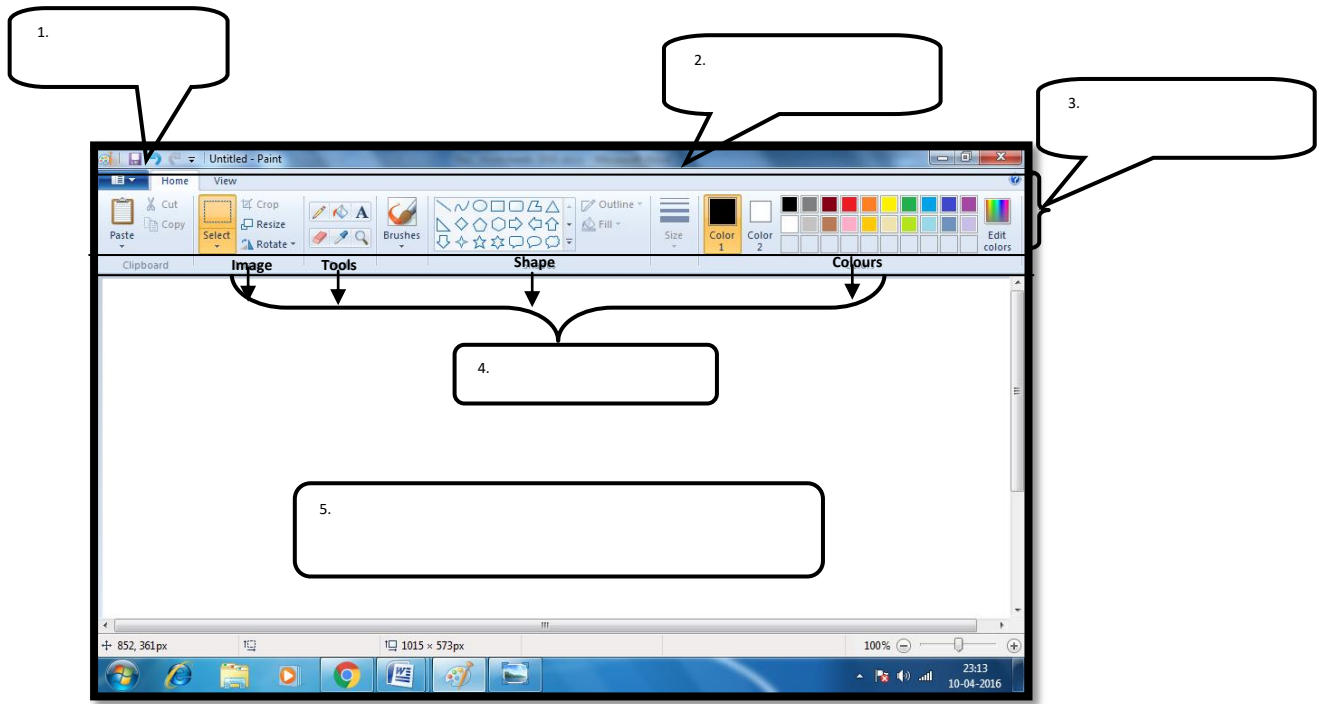 1.
2.
3.
Untitled - Paint
Home View
Cut
Copy
Paste
Select
Crop
Resize
Rotate
A
Brushes
Outline
Fill
Size
Color 1
Color 2
Edit colors
Clipboard Image Tools Shape Colours
4.
5.
852, 361px 1015 × 573px 100%
23:13
10-04-2016